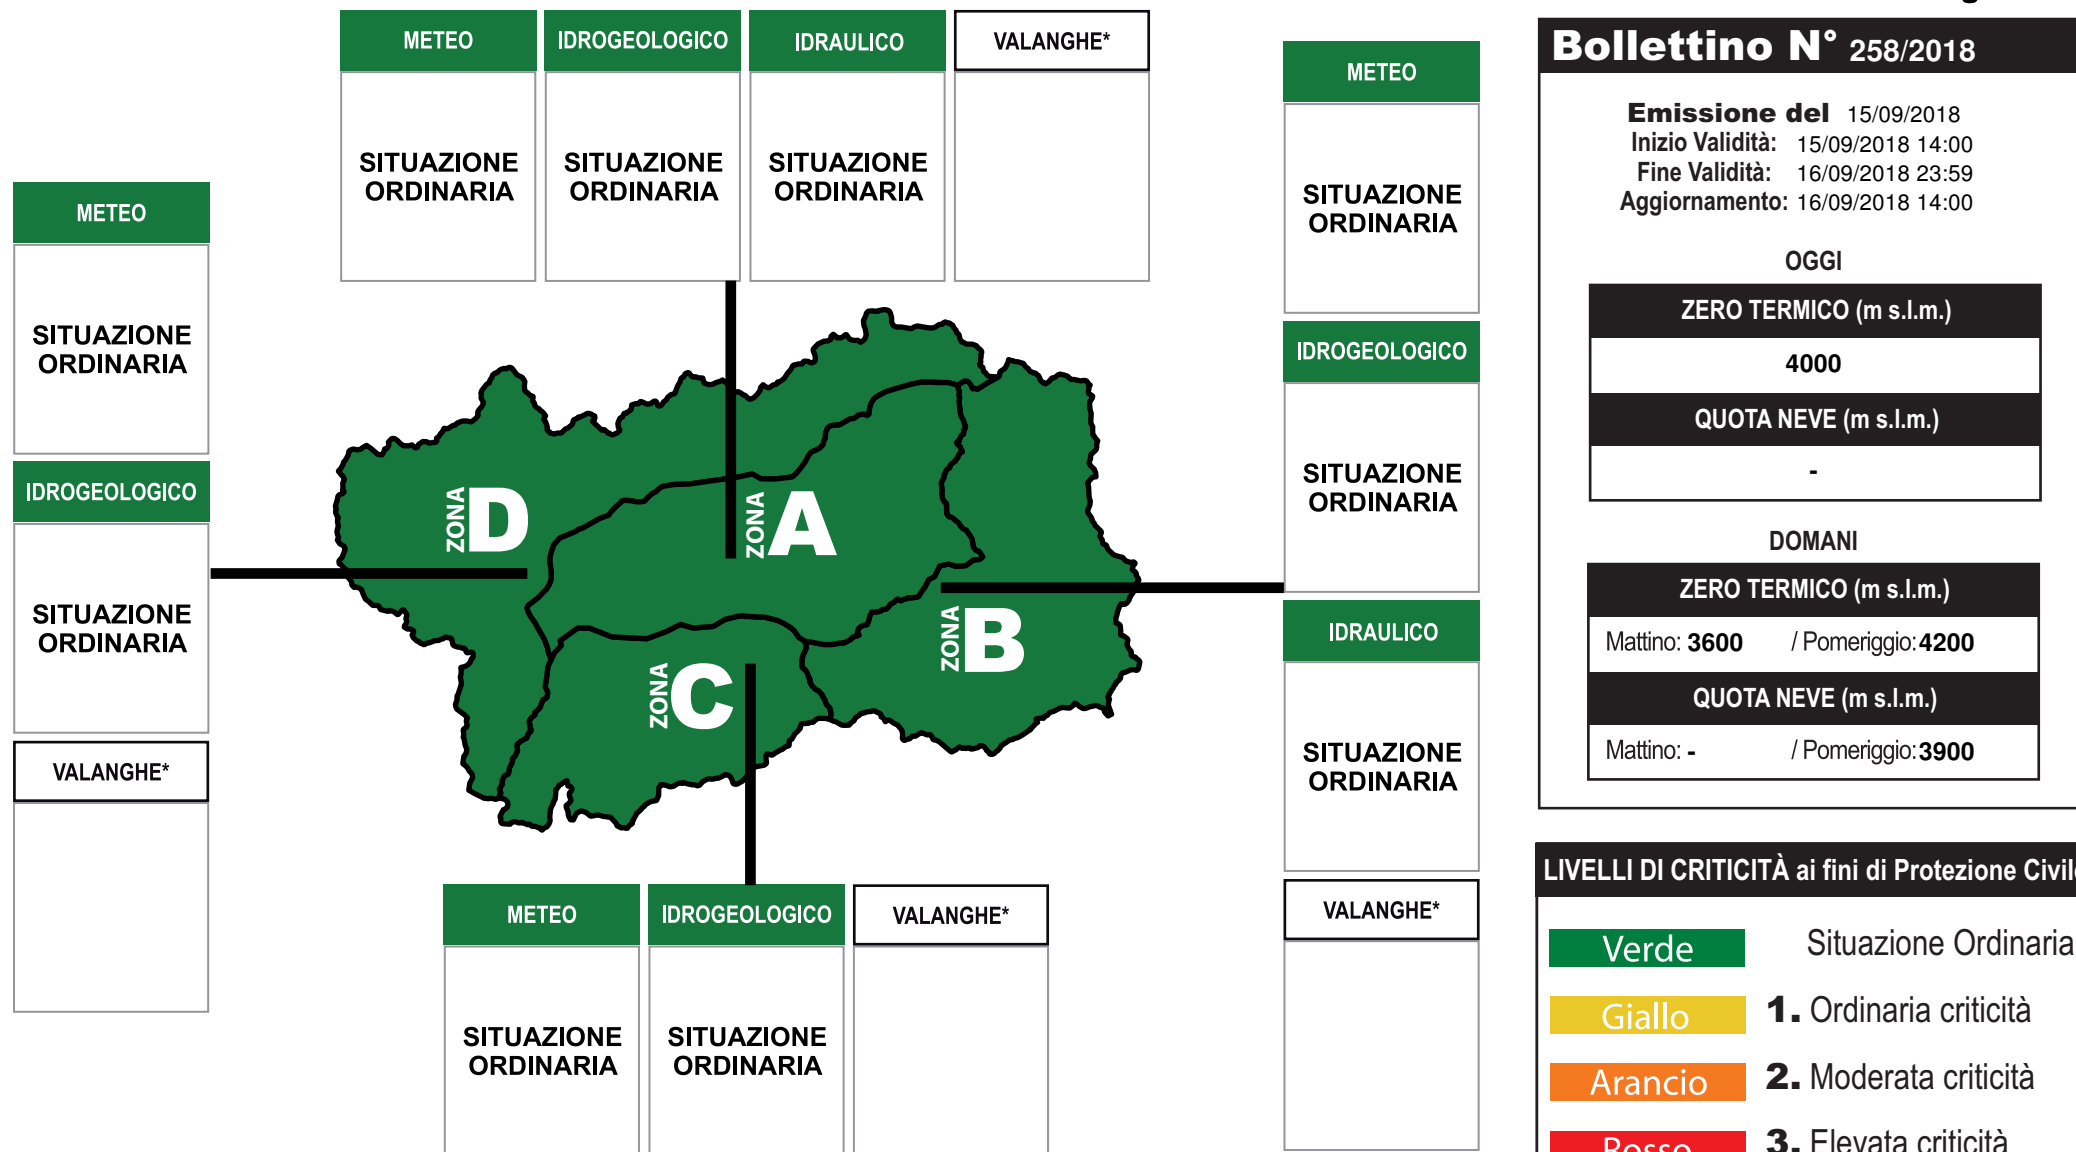 METEO IDROGEOLOGICO IDRAULICO VALANGHE*
SITUAZIONE ORDINARIA
SITUAZIONE ORDINARIA
SITUAZIONE ORDINARIA
METEO
SITUAZIONE
ORDINARIA
IDROGEOLOGICO
SITUAZIONE
ORDINARIA
VALANGHE*
ZONA D
ZONA A
ZONA B
ZONA C
METEO
SITUAZIONE
ORDINARIA
IDROGEOLOGICO
SITUAZIONE
ORDINARIA
IDRAULICO
SITUAZIONE
ORDINARIA
VALANGHE*
METEO IDROGEOLOGICO VALANGHE*
SITUAZIONE ORDINARIA
SITUAZIONE ORDINARIA
Bollettino N° 258/2018
Emissione del 15/09/2018
Inizio Validità: 15/09/2018 14:00
Fine Validità: 16/09/2018 23:59
Aggiornamento: 16/09/2018 14:00
OGGI
ZERO TERMICO (m s.l.m.)
4000
QUOTA NEVE (m s.l.m.)
-
DOMANI
ZERO TERMICO (m s.l.m.)
Mattino: 3600 / Pomeriggio: 4200
QUOTA NEVE (m s.l.m.)
Mattino: - / Pomeriggio: 3900
LIVELLI DI CRITICITÀ ai fini di Protezione Civile
Verde Situazione Ordinaria
Giallo 1. Ordinaria criticità
Arancio 2. Moderata criticità
Rosso 3. Elevata criticità